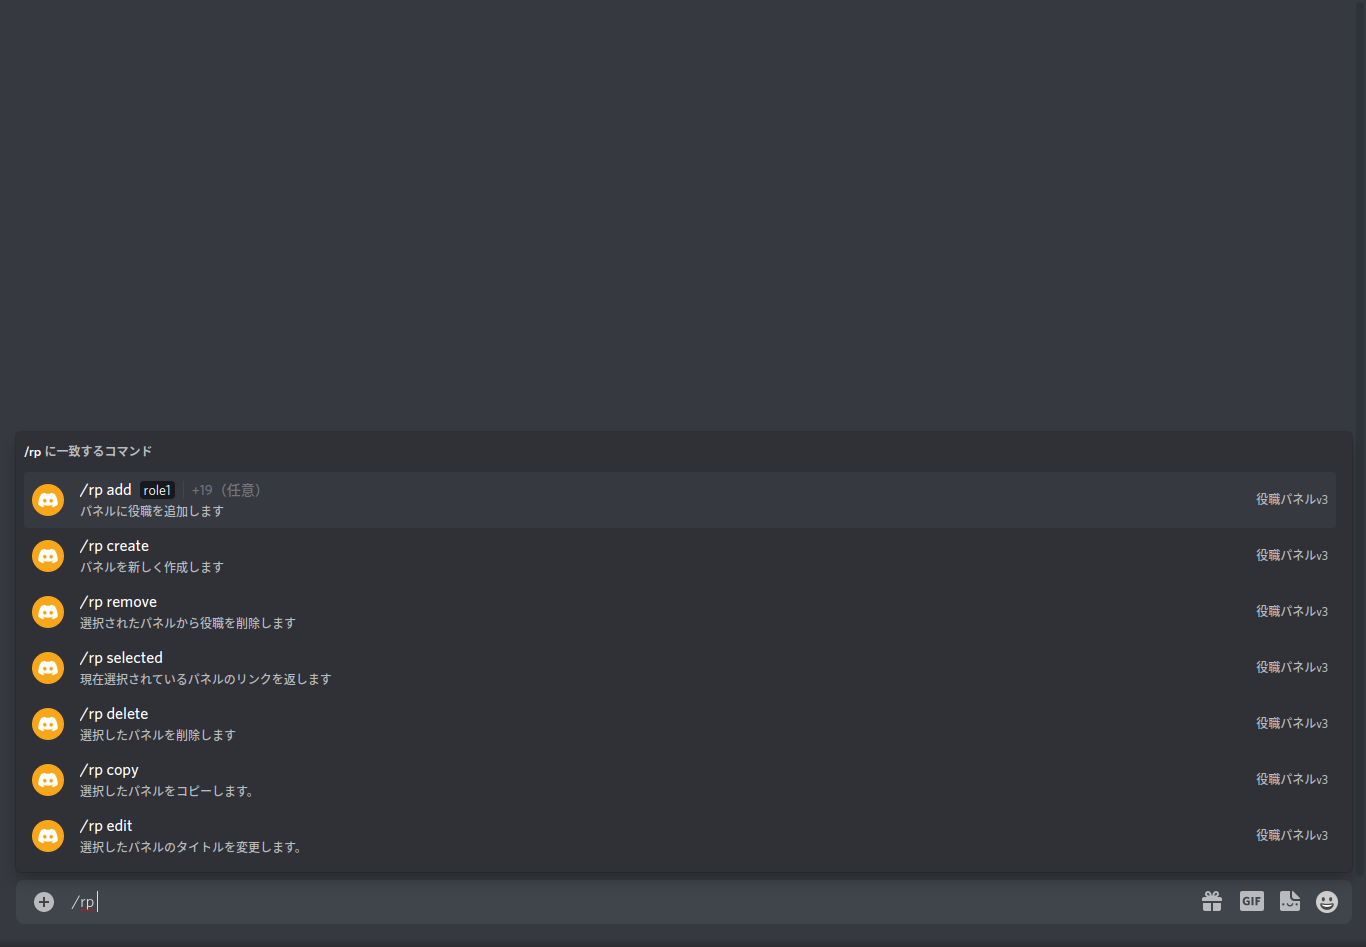 /rp に一致するコマンド
/rp add role1 +19（任意） 役職パネルv3
パネルに役職を追加します
/rp create 役職パネルv3
パネルを新しく作成します
/rp remove 役職パネルv3
選択されたパネルから役職を削除します
/rp selected 役職パネルv3
現在選択されているパネルのリンクを返します
/rp delete 役職パネルv3
選択したパネルを削除します
/rp copy 役職パネルv3
選択したパネルをコピーします。
/rp edit 役職パネルv3
選択したパネルのタイトルを変更します。
/rp GIF